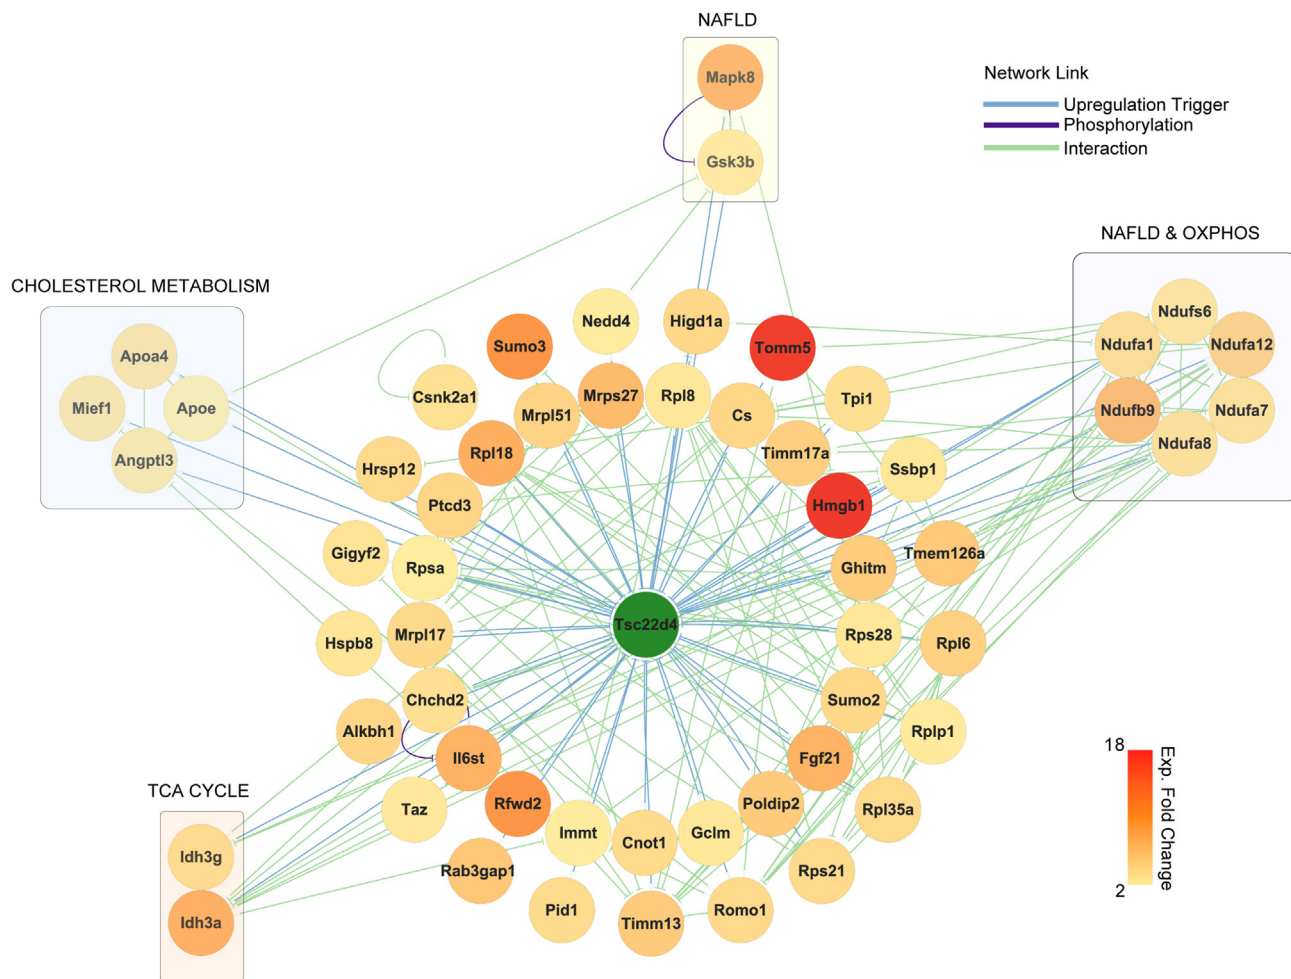 NAFLD
Mapk8
Gsk3b
Network Link
Upregulation Trigger
Phosphorylation
Interaction
NAFLD & OXPHOS
Ndufs6
Ndufa1
Ndufa12
Ndufb9
Ndufa7
Ndufa8
CHOLESTEROL METABOLISM
Apoa4
Mief1
Apoe
Angptl3
Nedd4
Higd1a
Sumo3
Tomm5
Csnk2a1
Mrps27
Rpl8
Tpi1
Mrpl51
Cs
Rpl18
Timm17a
Hrsp12
Ssbp1
Ptcd3
Hmgb1
Gigyf2
Rpsa
Ghitm
Tmem126a
Tsc22d4
Hspb8
Mrpl17
Rps28
Rpl6
Chchd2
Sumo2
Alkbh1
Il6st
Fgf21
Rplp1
Taz
Rfwd2
Immt
Cnot1
Gclm
Poldip2
Rpl35a
Rab3gap1
Rps21
Pid1
Timm13
Romo1
TCA CYCLE
Idh3g
Idh3a
18
Exp. Fold Change
2